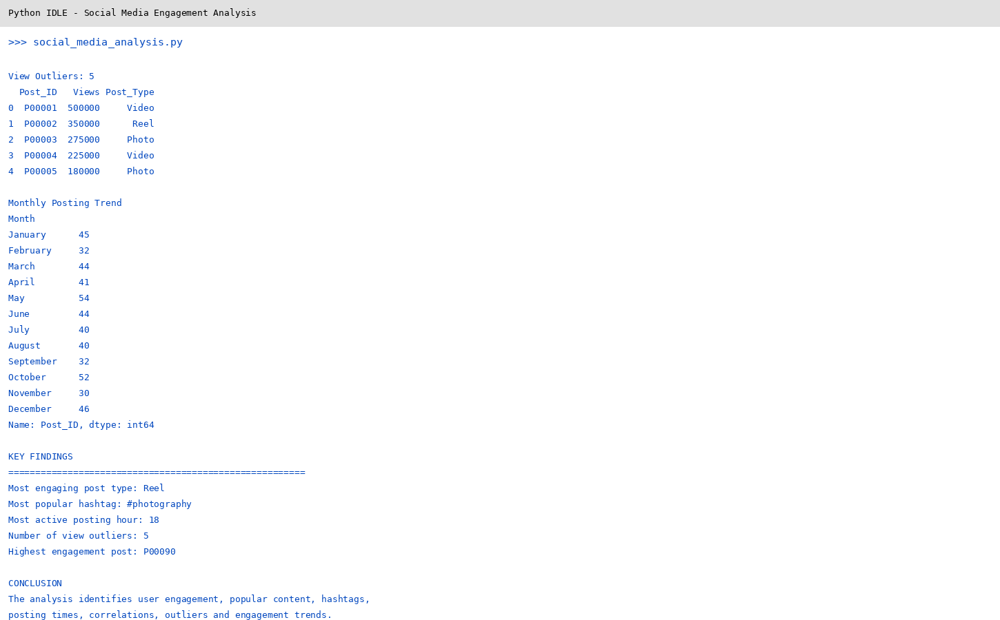 Python IDLE - Social Media Engagement Analysis
>>> social_media_analysis.py
View Outliers: 5
  Post_ID   Views Post_Type
0  P00001  500000     Video
1  P00002  350000      Reel
2  P00003  275000     Photo
3  P00004  225000     Video
4  P00005  180000     Photo
Monthly Posting Trend
Month
January      45
February     32
March        44
April        41
May          54
June         44
July         40
August       40
September    32
October      52
November     30
December     46
Name: Post_ID, dtype: int64
KEY FINDINGS
=======================================================
Most engaging post type: Reel
Most popular hashtag: #photography
Most active posting hour: 18
Number of view outliers: 5
Highest engagement post: P00090
CONCLUSION
The analysis identifies user engagement, popular content, hashtags,
posting times, correlations, outliers and engagement trends.